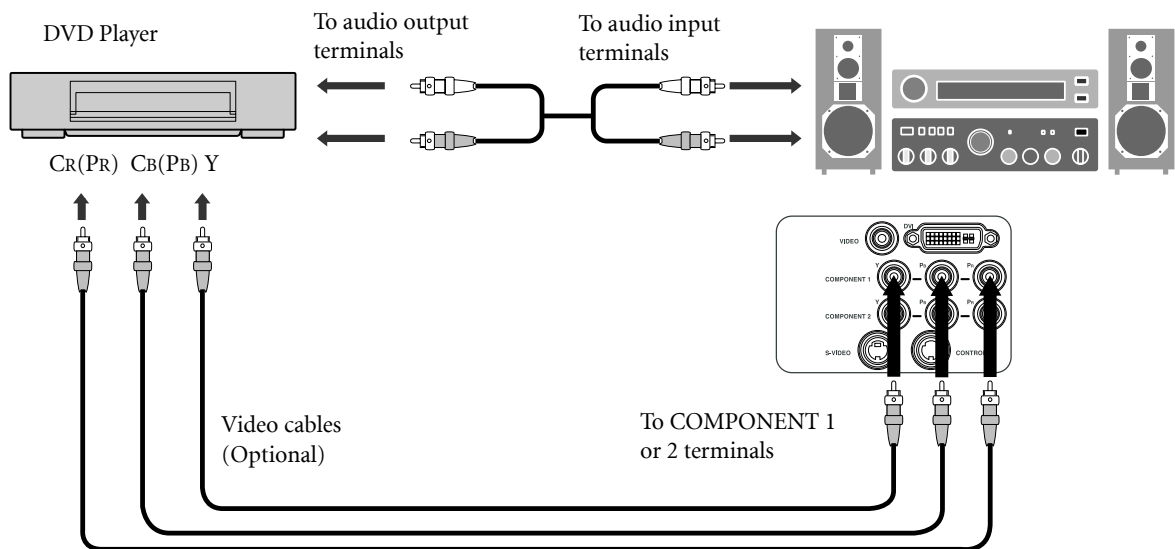 DVD Player
To audio output
terminals
To audio input
terminals
CR(PR) CB(PB) Y
VIDEO
DVI
COMPONENT 1
Y
PB
PR
COMPONENT 2
Y
PB
PR
S-VIDEO
Video cables
(Optional)
To COMPONENT 1
or 2 terminals